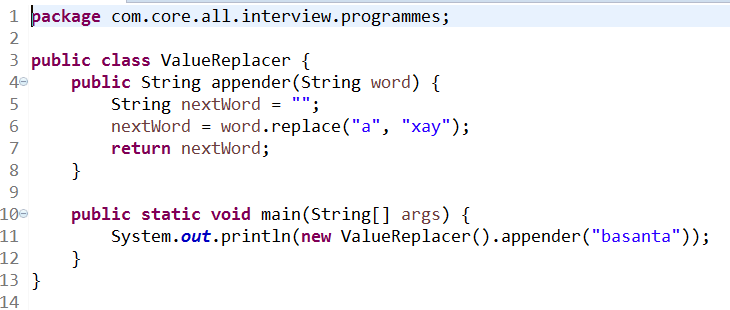 1 package com.core.all.interview.programmes;
2
3 public class ValueReplacer {
4     public String appender(String word) {
5         String nextWord = "";
6         nextWord = word.replace("a", "xay");
7         return nextWord;
8     }
9
10     public static void main(String[] args) {
11         System.out.println(new ValueReplacer().appender("basanta"));
12     }
13 }
14